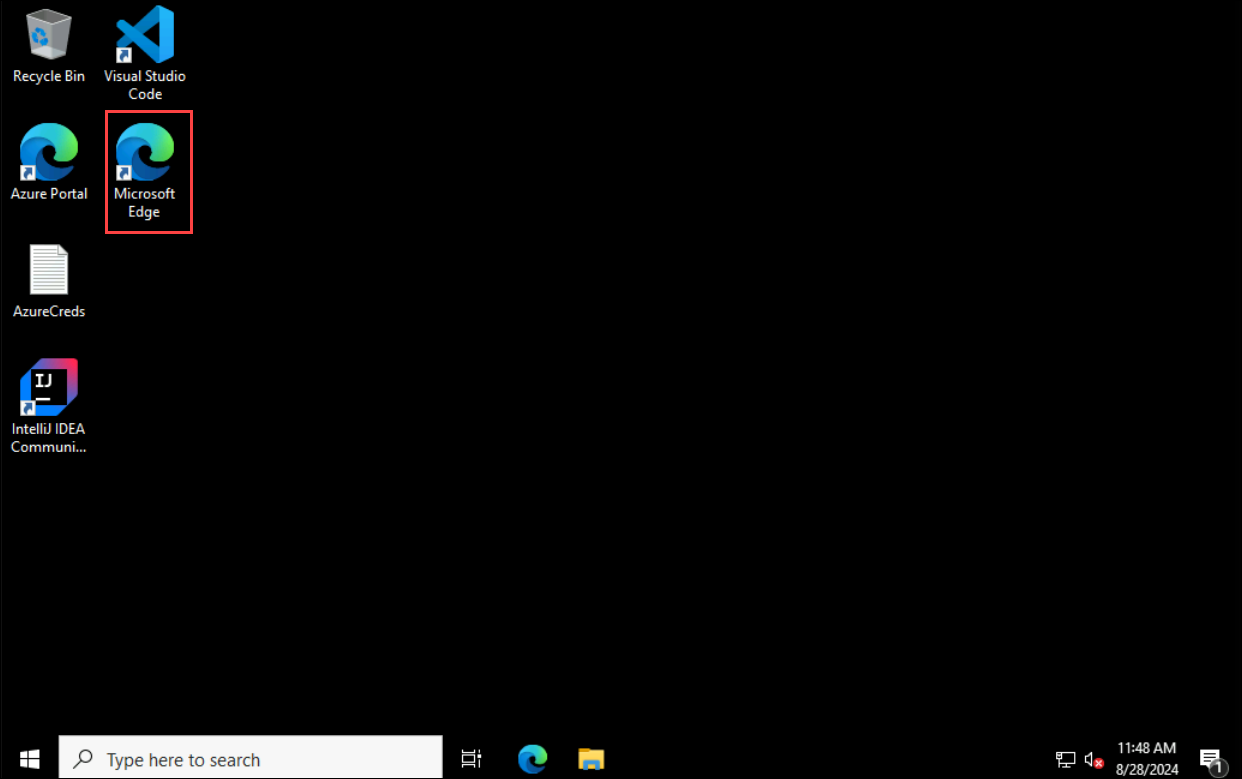 Recycle Bin
Visual Studio
Code
Azure Portal
Microsoft
Edge
AzureCreds
IJ
IntelliJ IDEA
Communi...
Type here to search
11:48 AM
8/28/2024
1